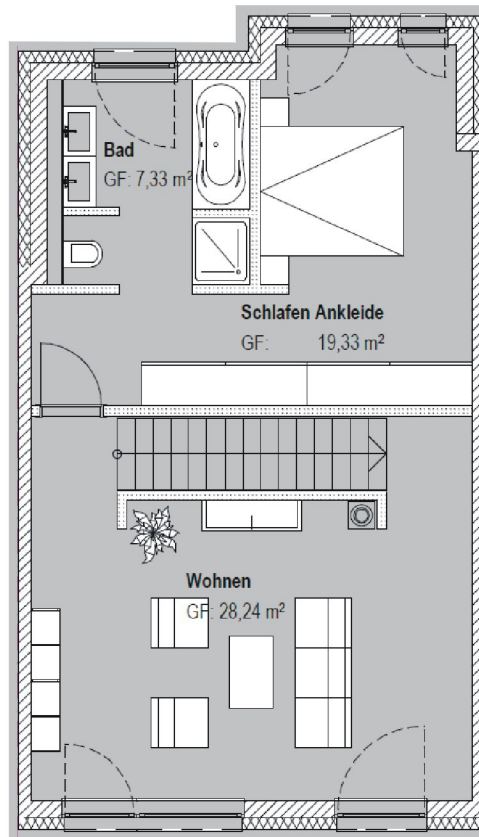 Bad
GF: 7,33 m²
Schlafen Ankleide
GF: 19,33 m²
Wohnen
GF: 28,24 m²